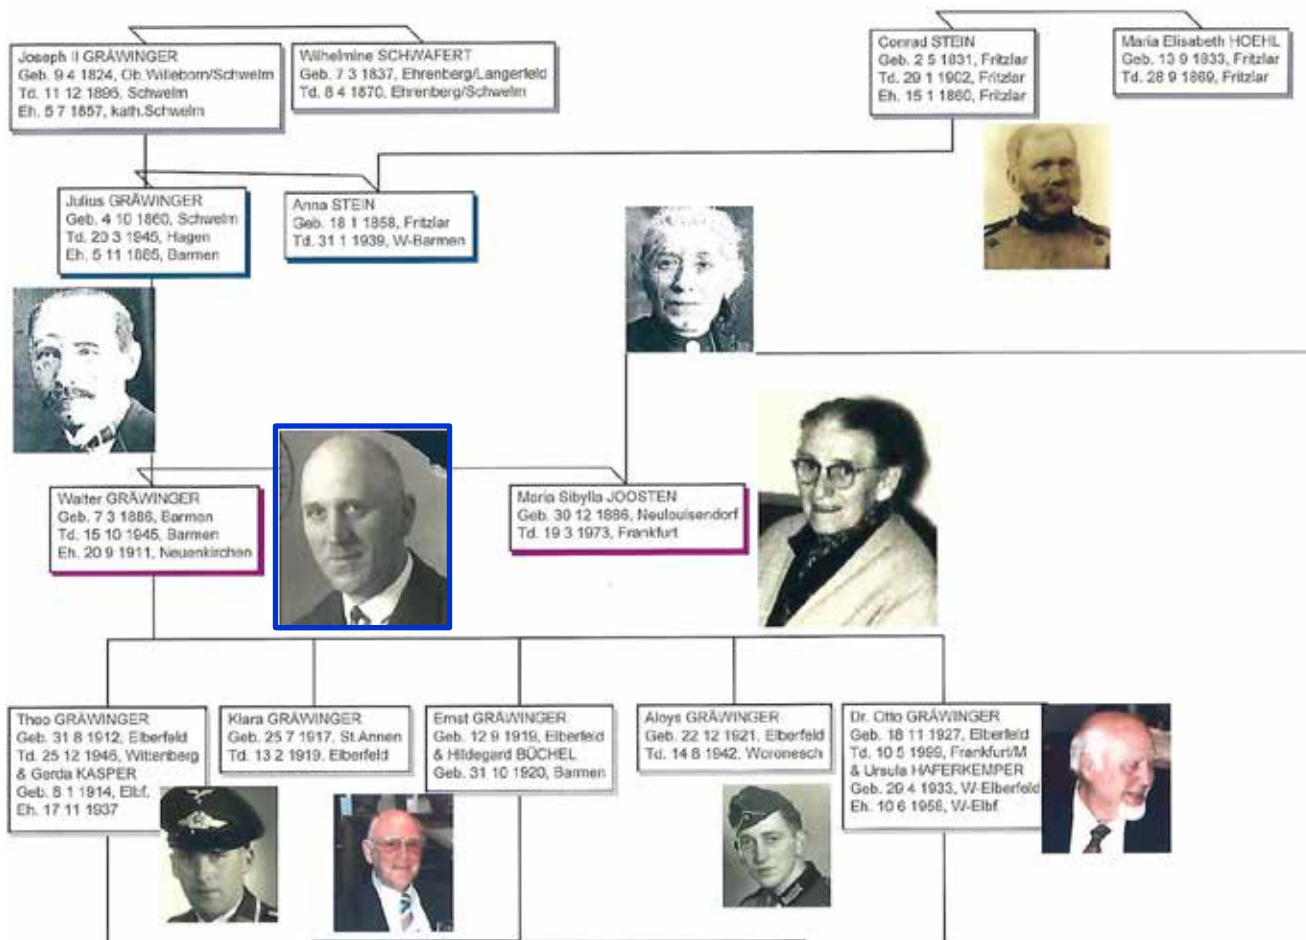 Joseph II GRÄWINGER
Geb. 9 4 1824, Ob.Willeborn/Schwelm
Td. 11 12 1896, Schwelm
Eh. 5 7 1857, kath.Schwelm
Wilhelmine SCHWAFERT
Geb. 7 3 1837, Ehrenberg/Langerfeld
Td. 8 4 1870, Ehrenberg/Schwelm
Conrad STEIN
Geb. 2 5 1831, Fritzlar
Td. 29 1 1902, Fritzlar
Eh. 15 1 1860, Fritzlar
Maria Elisabeth HOEHL
Geb. 13 9 1833, Fritzlar
Td. 28 9 1869, Fritzlar
Julius GRÄWINGER
Geb. 4 10 1860, Schwelm
Td. 20 3 1945, Hagen
Eh. 5 11 1885, Barmen
Anna STEIN
Geb. 18 1 1858, Fritzlar
Td. 31 1 1939, W-Barmen
Walter GRÄWINGER
Geb. 7 3 1886, Barmen
Td. 15 10 1945, Barmen
Eh. 20 9 1911, Neuenkirchen
Maria Sibylla JOOSTEN
Geb. 30 12 1886, Neulouisendorf
Td. 19 3 1973, Frankfurt
Theo GRÄWINGER
Geb. 31 8 1912, Elberfeld
Td. 25 12 1946, Wittenberg
& Gerda KASPER
Geb. 8 1 1914, Elbf.
Eh. 17 11 1937
Klara GRÄWINGER
Geb. 25 7 1917, St.Annen
Td. 13 2 1919, Elberfeld
Ernst GRÄWINGER
Geb. 12 9 1919, Elberfeld
& Hildegard BÜCHEL
Geb. 31 10 1920, Barmen
Aloys GRÄWINGER
Geb. 22 12 1921, Elberfeld
Td. 14 8 1942, Woronesch
Dr. Otto GRÄWINGER
Geb. 18 11 1927, Elberfeld
Td. 10 5 1999, Frankfurt/M
& Ursula HAFERKEMPER
Geb. 29 4 1933, W-Elberfeld
Eh. 10 6 1958, W-Elbf